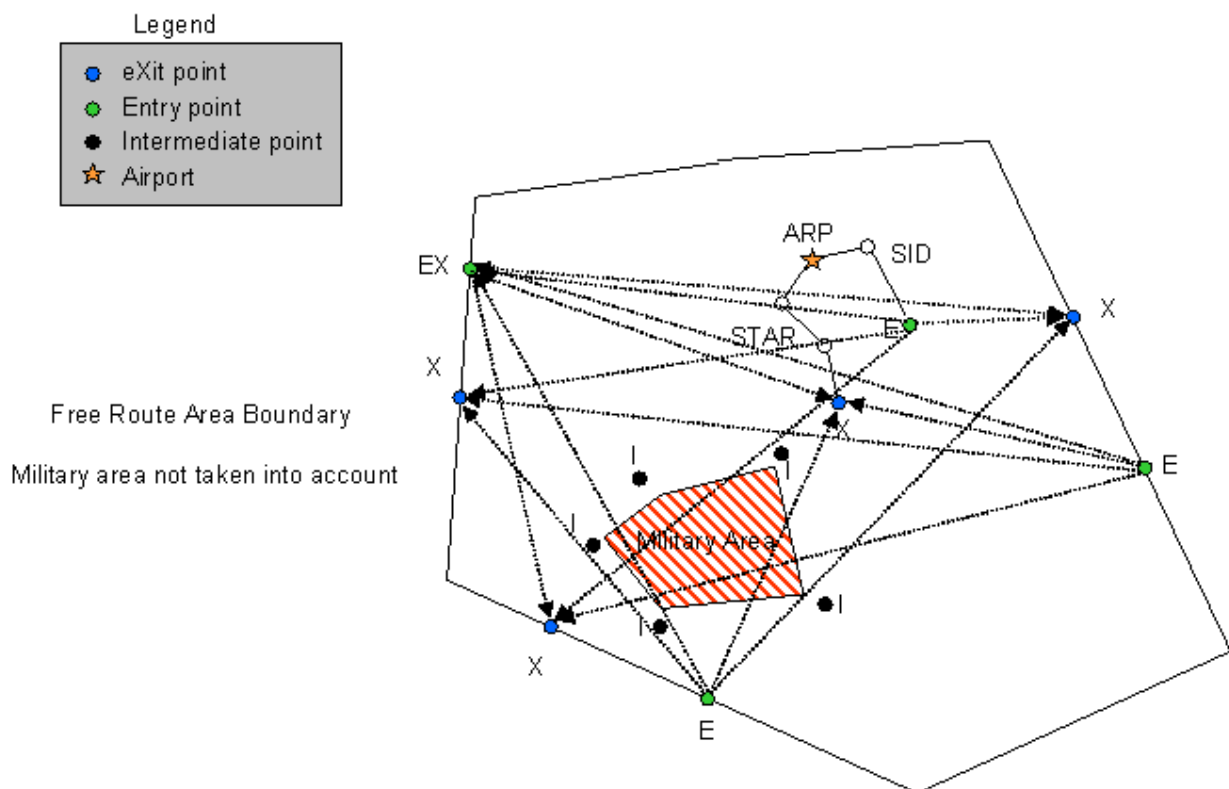 Legend
eXit point
Entry point
Intermediate point
Airport
ARP
SID
EX
X
E
STAR
X
X
Free Route Area Boundary
I
I
E
Military area not taken into account
I
Military Area
I
I
X
E